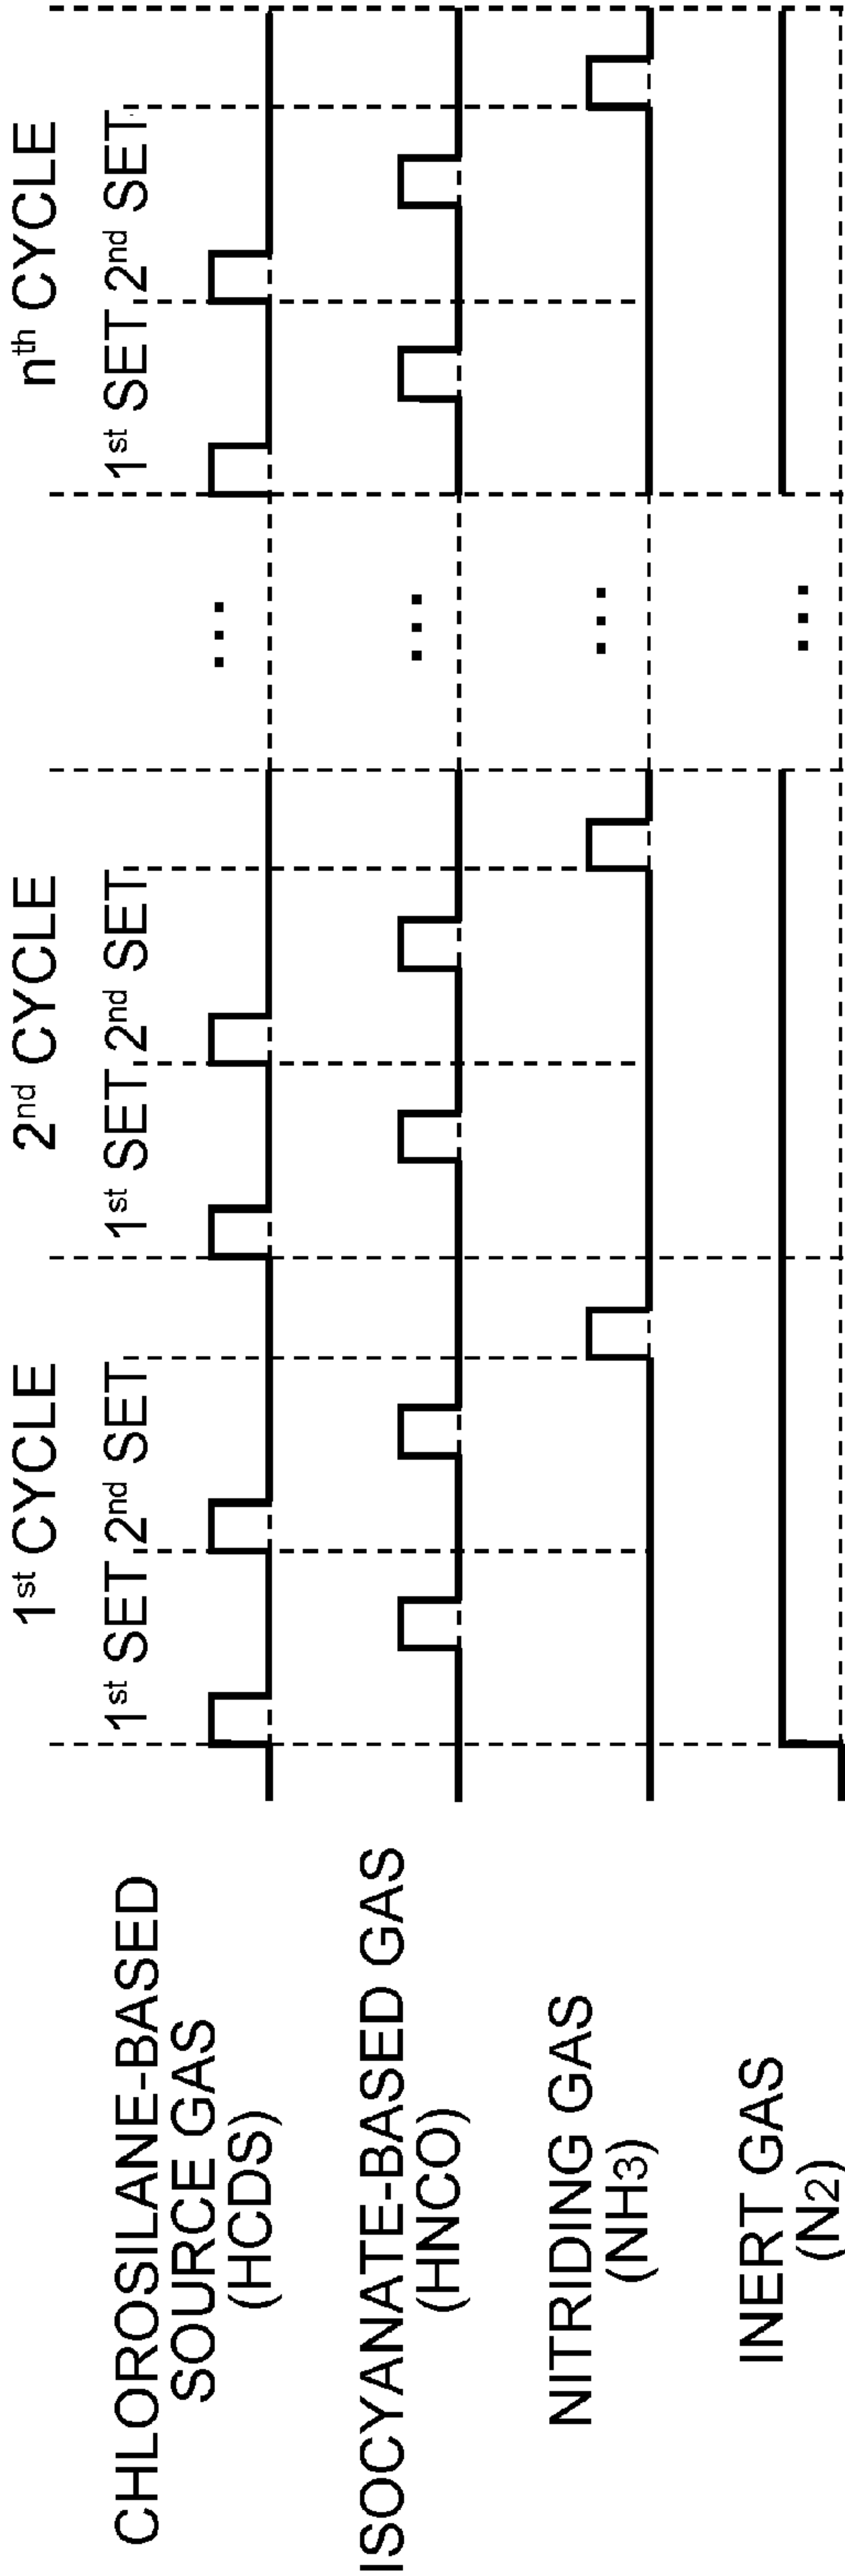 1st CYCLE
2nd CYCLE
nth CYCLE
1st SET 2nd SET
1st SET 2nd SET
1st SET 2nd SET
CHLOROSILANE-BASED
SOURCE GAS
(HCDS)
...
ISOCYANATE-BASED GAS
(HNCO)
...
NITRIDING GAS
(NH3)
...
INERT GAS
(N2)
...